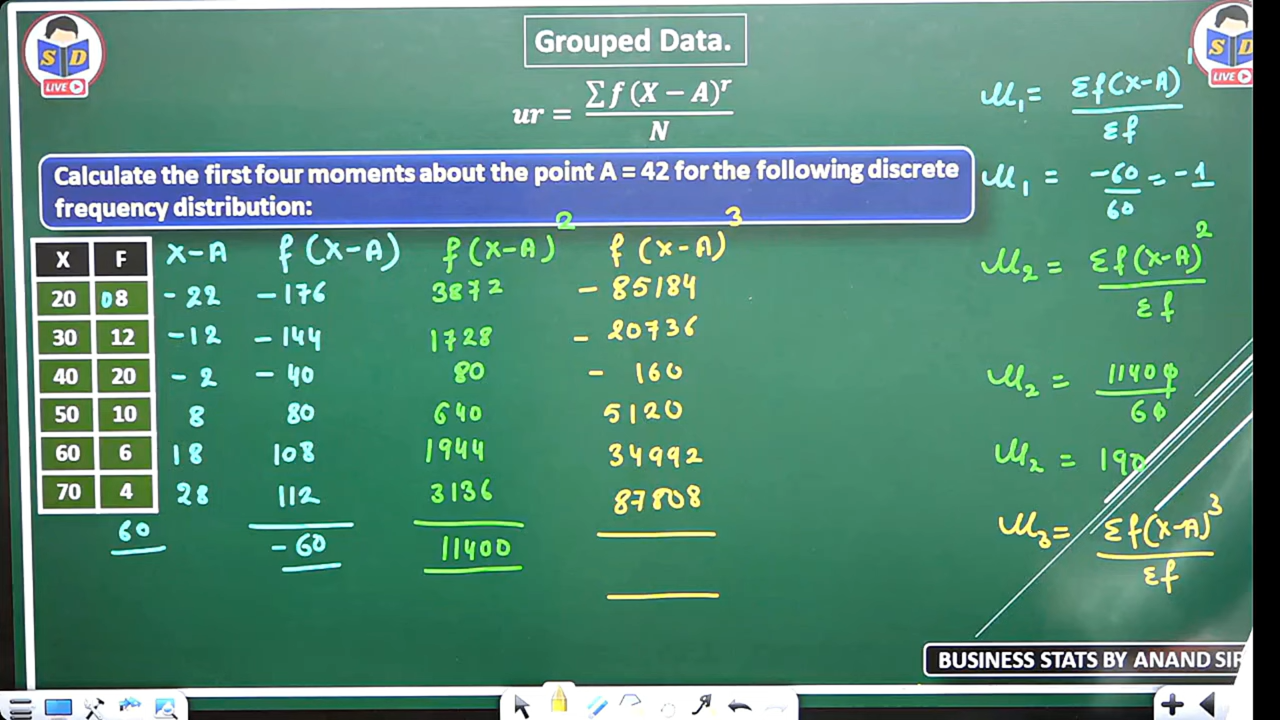 Grouped Data.
SD
LIVE
SD
LIVE
ur = ∑f (X − A)ʳ / N
Calculate the first four moments about the point A = 42 for the following discrete
frequency distribution:
X F X-A f (X-A) f (X-A)² f (X-A)³
20 08 -22 -176 3872 - 85184
30 12 -12 -144 1728 - 20736
40 20 -2 -40 80 - 160
50 10 8 80 640 5120
60 6 18 108 1944 34992
70 4 28 112 3136 87808
60 -60 11400
μ₁ = Σf(X-A)¹ / Σf
μ₁ = -60 / 60 = -1
μ₂ = Σf(X-A)² / Σf
μ₂ = 11400 / 60
μ₂ = 190
μ₃ = Σf(X-A)³ / Σf
BUSINESS STATS BY ANAND SIR